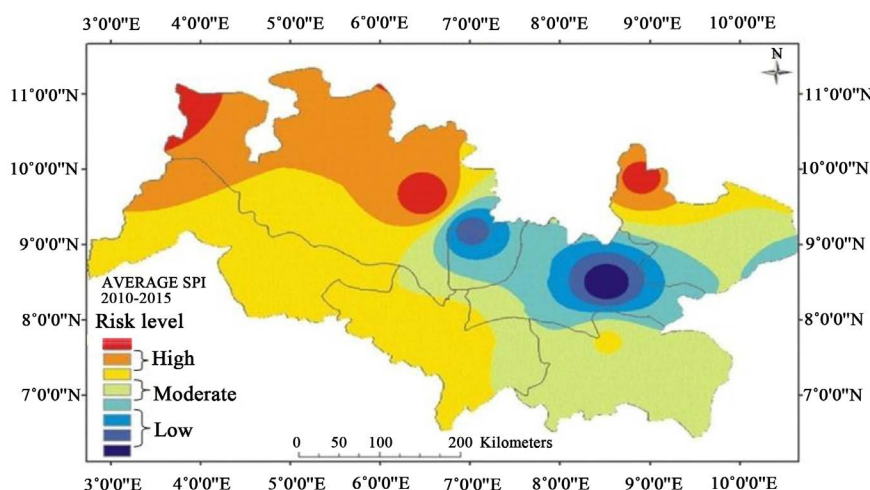 3°0'0"E 4°0'0"E 5°0'0"E 6°0'0"E 7°0'0"E 8°0'0"E 9°0'0"E 10°0'0"E
N
11°0'0"N 11°0'0"N
10°0'0"N 10°0'0"N
9°0'0"N 9°0'0"N
AVERAGE SPI
2010-2015
8°0'0"N 8°0'0"N
Risk level
High
7°0'0"N 7°0'0"N
Moderate
Low
0 50 100 200 Kilometers
3°0'0"E 4°0'0"E 5°0'0"E 6°0'0"E 7°0'0"E 8°0'0"E 9°0'0"E 10°0'0"E